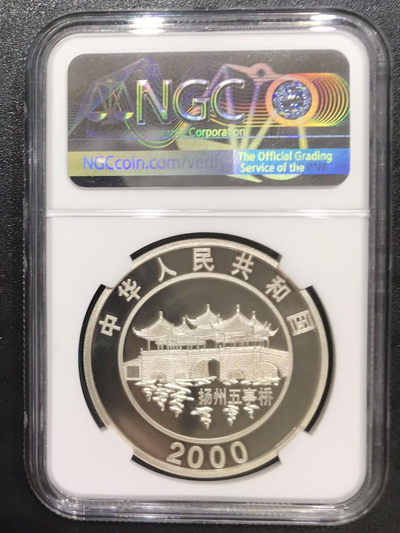 NGC
Corporation
NGCcoin.com/verify
The Official Grading
Service of the
中华人民共和国
扬州五亭桥
2000